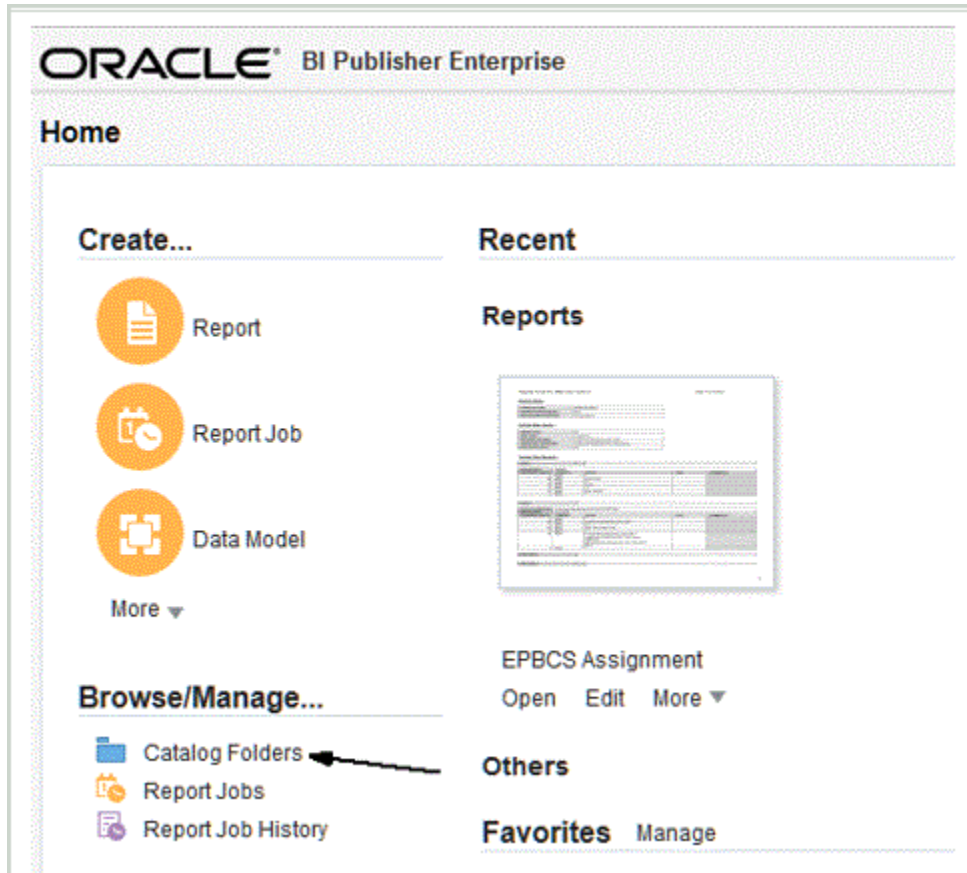 ORACLE® BI Publisher Enterprise
Home
Create...
Report
Report Job
Data Model
More
Browse/Manage...
Catalog Folders
Report Jobs
Report Job History
Recent
Reports
EPBCS Assignment
Open Edit More
Others
Favorites Manage